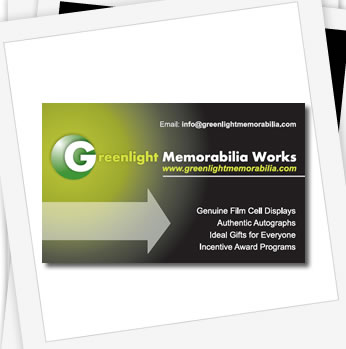 Email: info@greenlightmemorabilia.com
Greenlight Memorabilia Works
www.greenlightmemorabilia.com
Genuine Film Cell Displays
Authentic Autographs
Ideal Gifts for Everyone
Incentive Award Programs